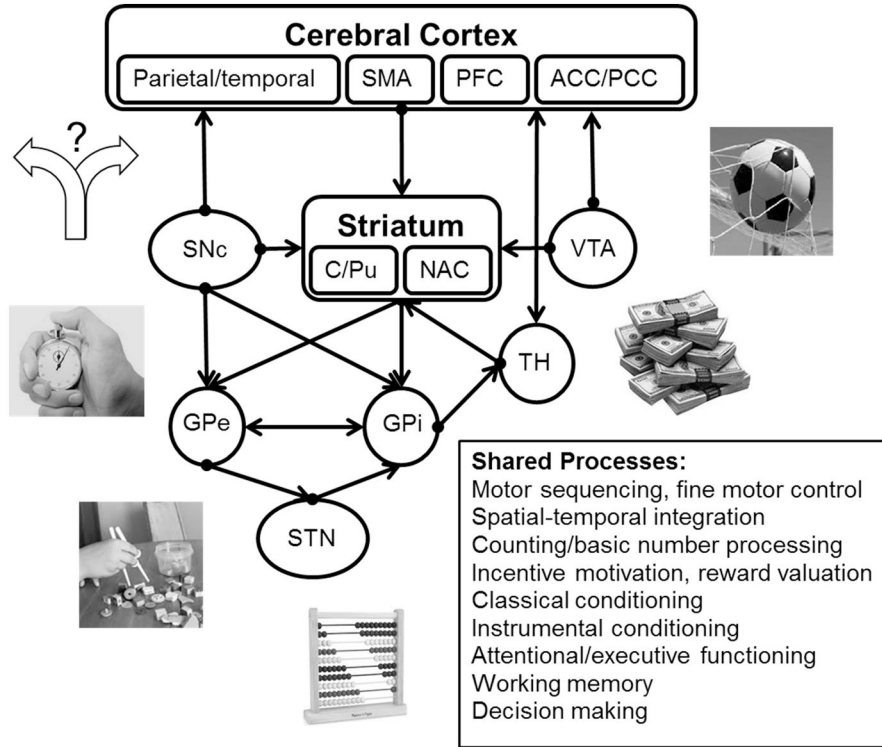 Cerebral Cortex
Parietal/temporal
SMA
PFC
ACC/PCC
?
Striatum
SNc
C/Pu
NAC
VTA
TH
GPe
GPi
STN
Shared Processes:
Motor sequencing, fine motor control
Spatial-temporal integration
Counting/basic number processing
Incentive motivation, reward valuation
Classical conditioning
Instrumental conditioning
Attentional/executive functioning
Working memory
Decision making